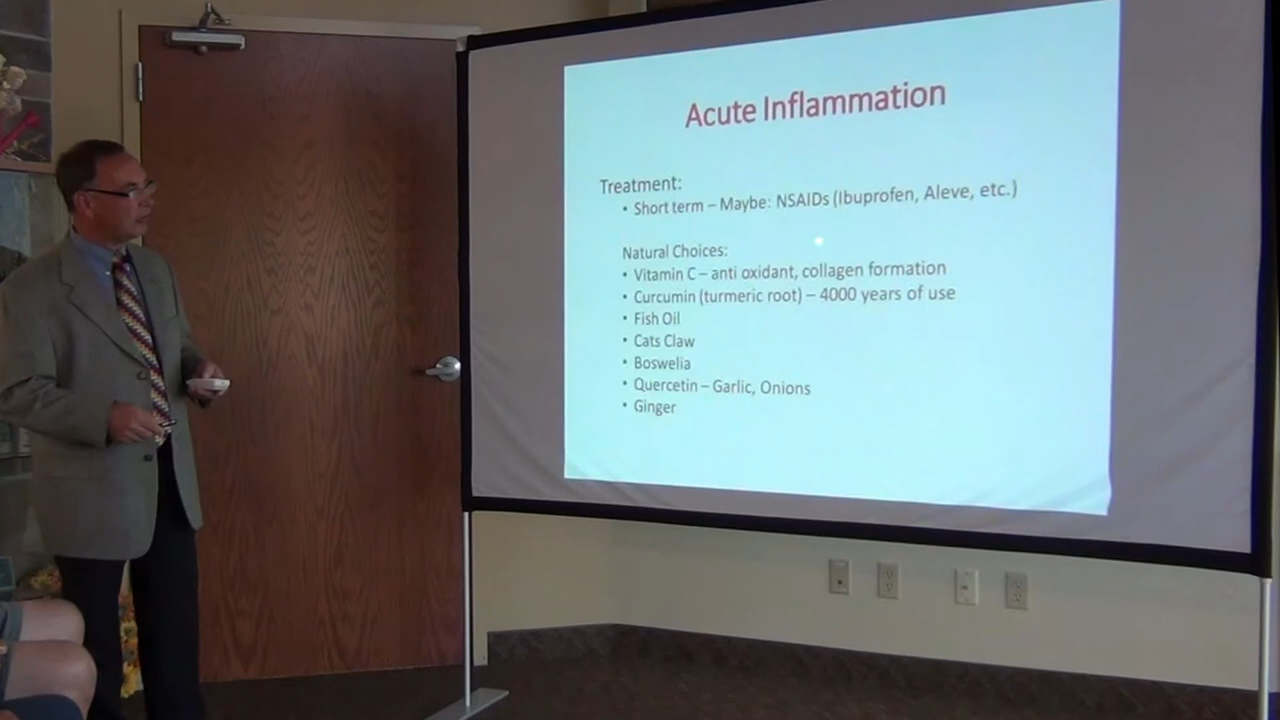 Acute Inflammation
Treatment:
• Short term – Maybe: NSAIDs (Ibuprofen, Aleve, etc.)
Natural Choices:
• Vitamin C – anti oxidant, collagen formation
• Curcumin (turmeric root) – 4000 years of use
• Fish Oil
• Cats Claw
• Boswelia
• Quercetin – Garlic, Onions
• Ginger